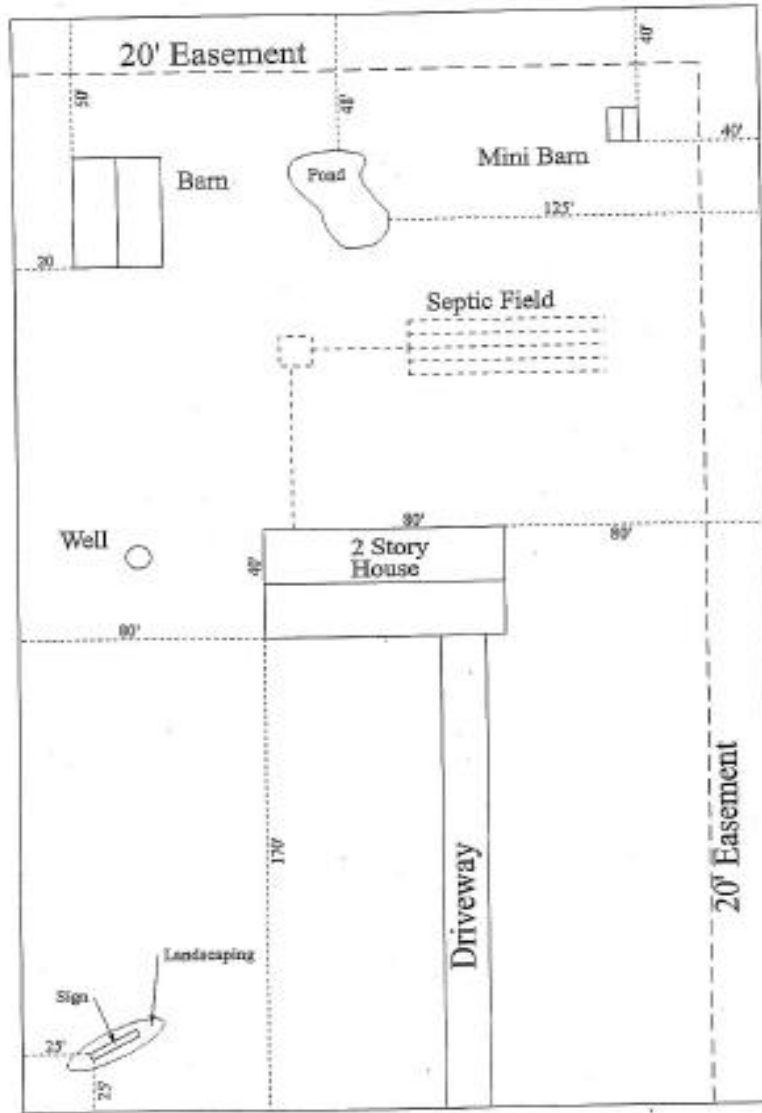 20' Easement
40'
50'
40'
Mini Barn
Barn
Pond
125'
20
Septic Field
80'
80'
Well
2 Story
House
40'
80'
170'
Driveway
20' Easement
Landscaping
Sign
25'
25'